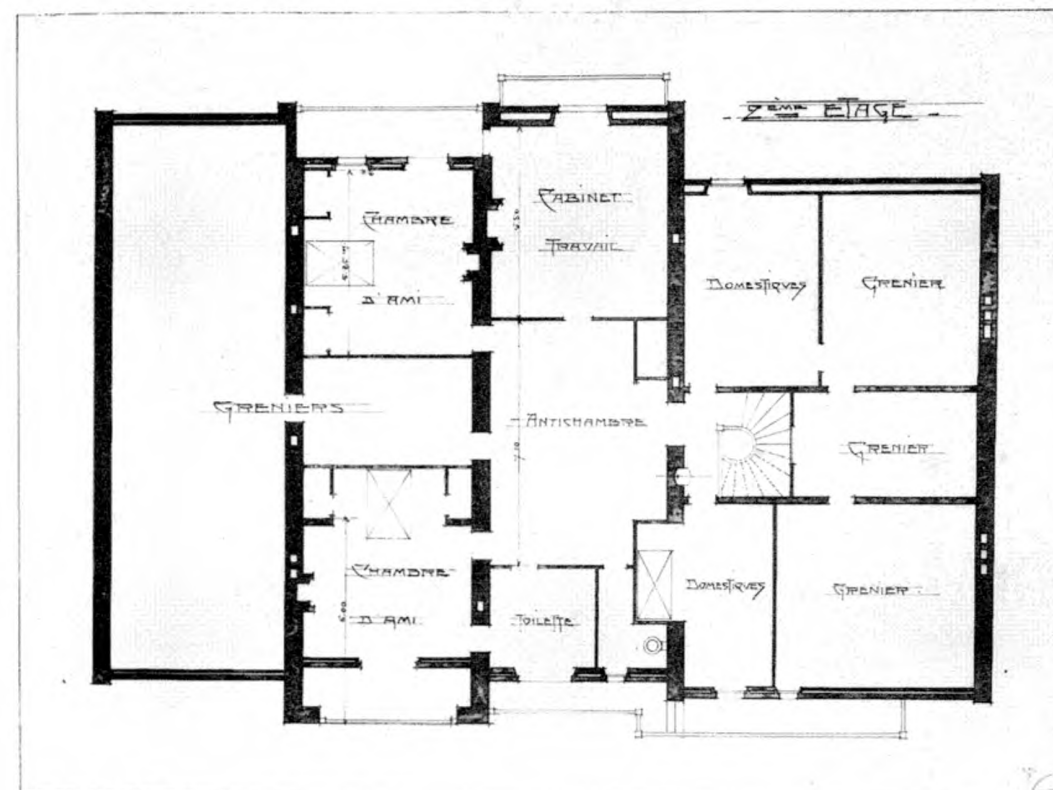 2ÈME ETAGE
CHAMBRE
D'AMI
CABINET
TRAVAIL
DOMESTIQUES
GRENIER
GRENIERS
ANTICHAMBRE
GRENIER
CHAMBRE
D'AMI
TOILETTE
DOMESTIQUES
GRENIER